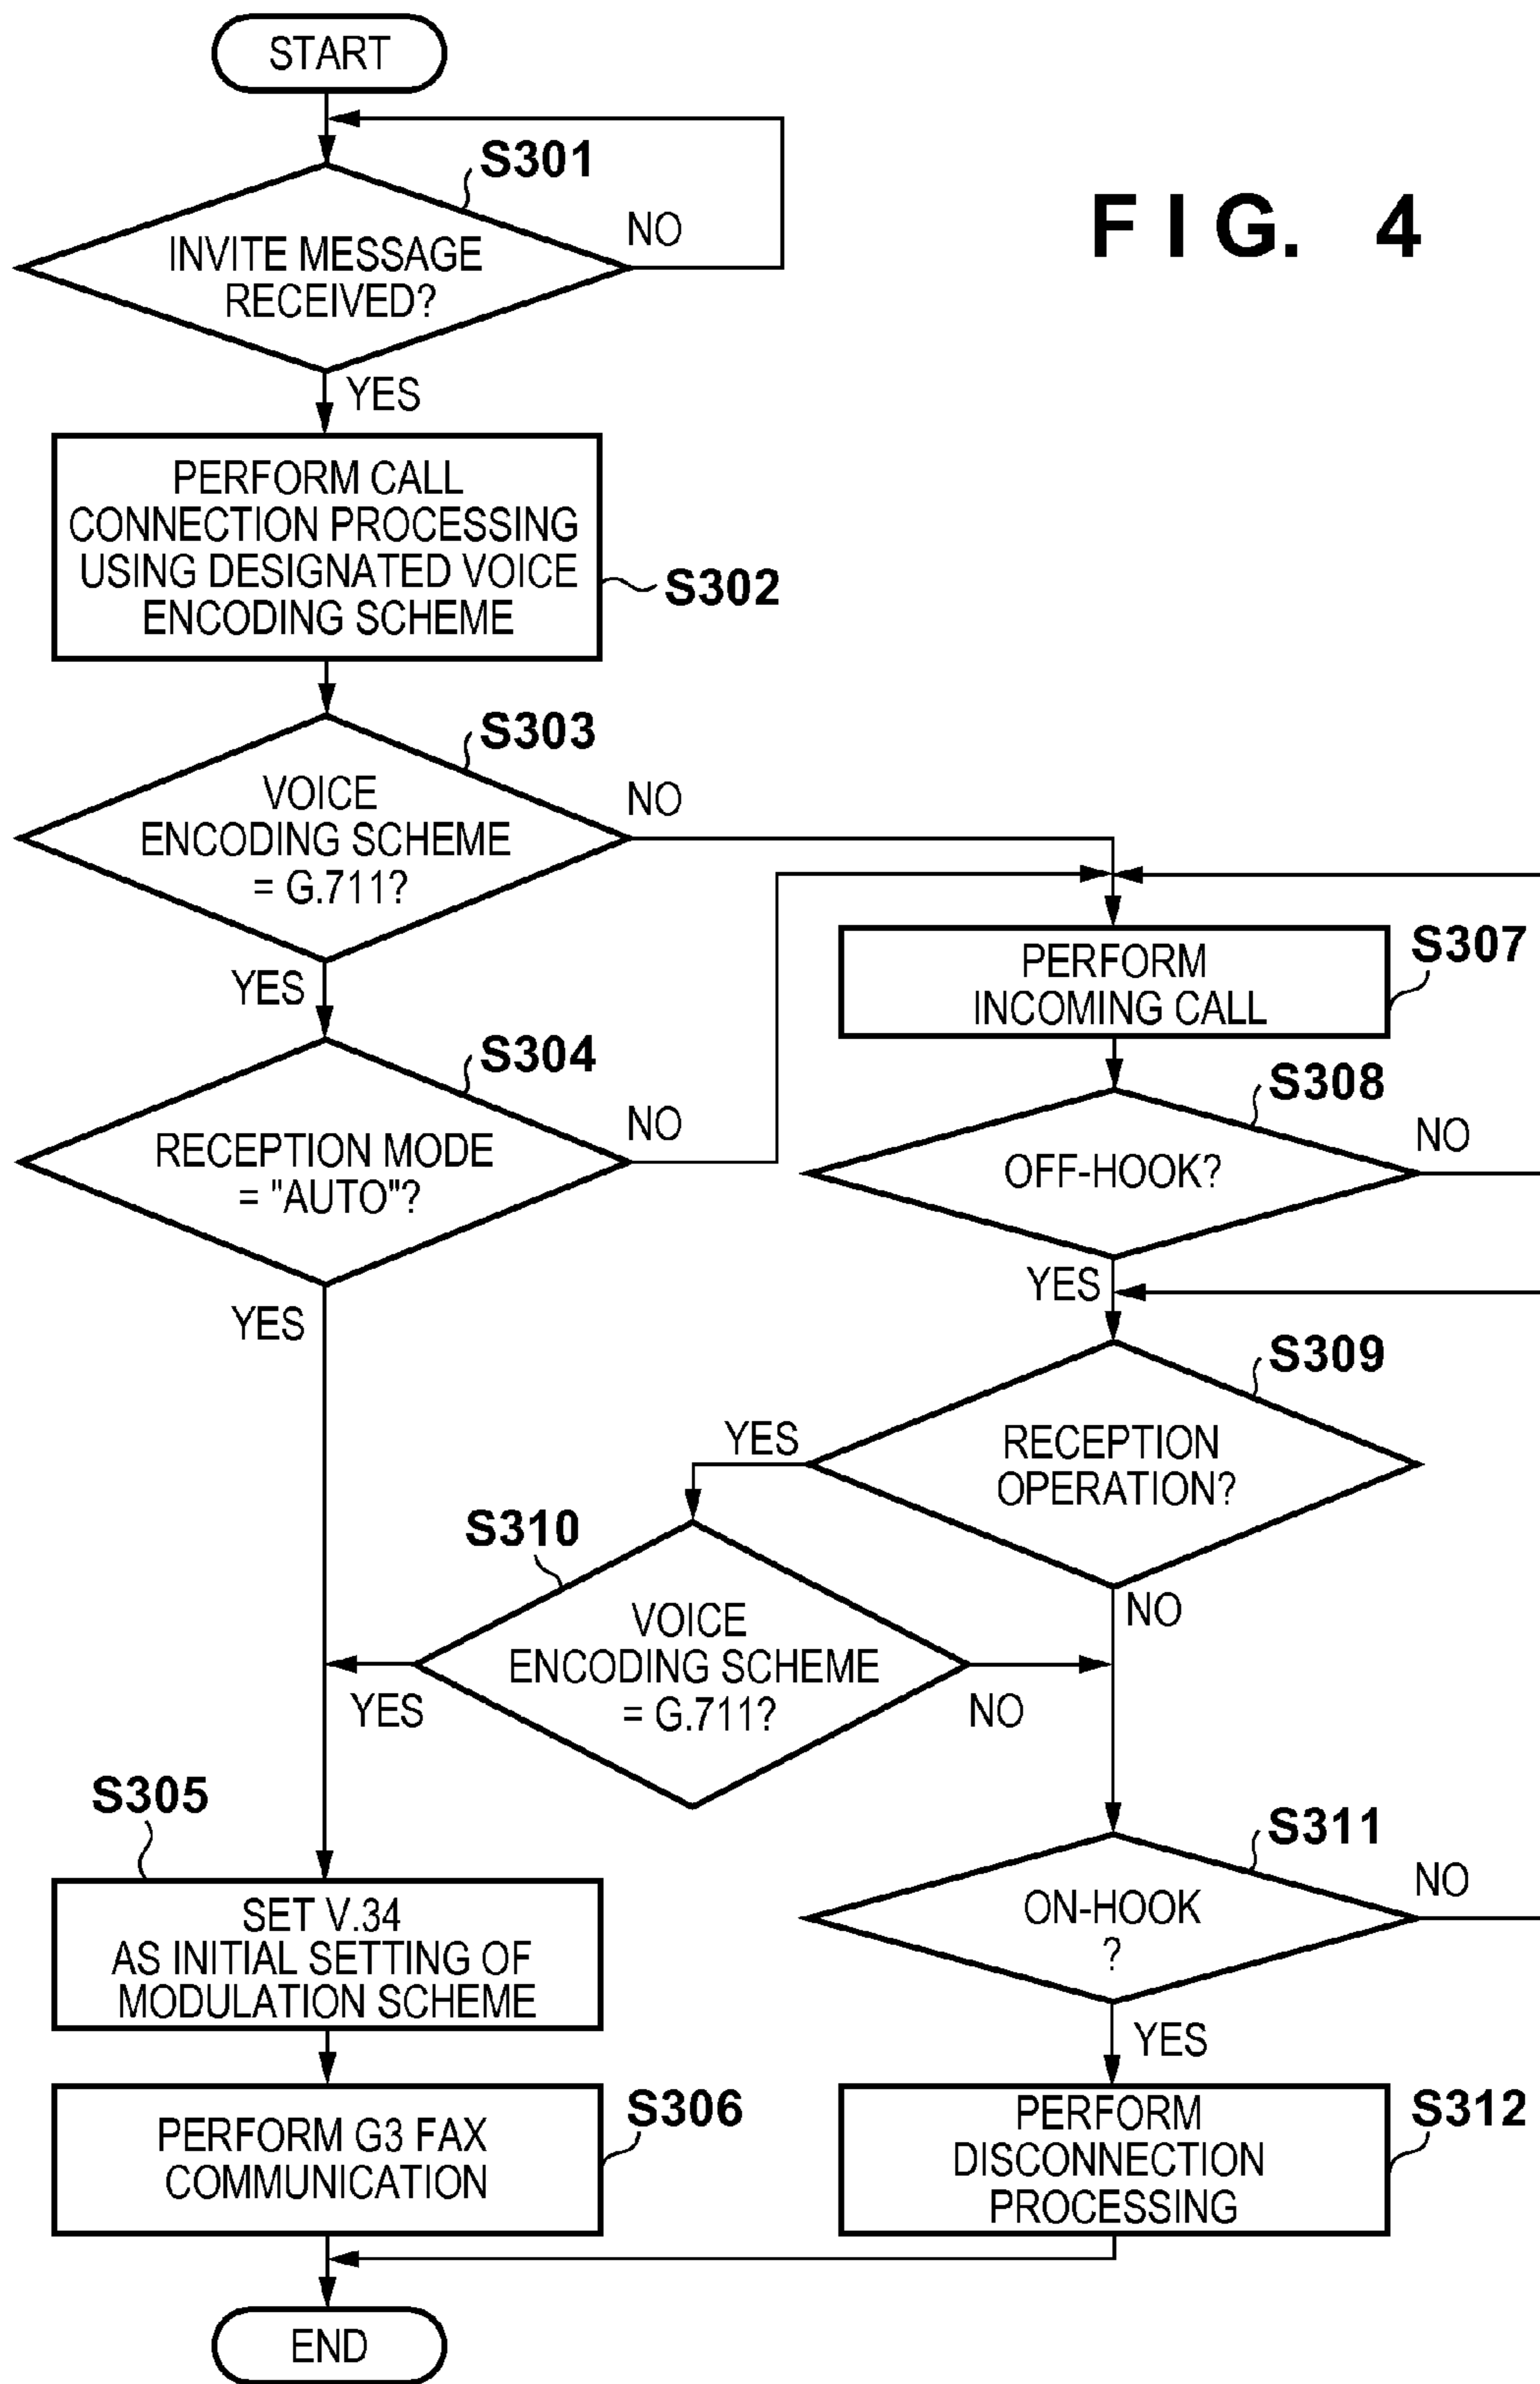 START
FIG. 4
S301
INVITE MESSAGE
RECEIVED?
NO
YES
PERFORM CALL
CONNECTION PROCESSING
USING DESIGNATED VOICE
ENCODING SCHEME
S302
S303
VOICE
ENCODING SCHEME
= G.711?
NO
YES
S304
RECEPTION MODE
= "AUTO"?
NO
YES
S307
PERFORM
INCOMING CALL
S308
OFF-HOOK?
NO
YES
S309
RECEPTION
OPERATION?
YES
NO
S310
VOICE
ENCODING SCHEME
= G.711?
YES
NO
S305
SET V.34
AS INITIAL SETTING OF
MODULATION SCHEME
S311
ON-HOOK
?
NO
YES
S306
PERFORM G3 FAX
COMMUNICATION
S312
PERFORM
DISCONNECTION
PROCESSING
END